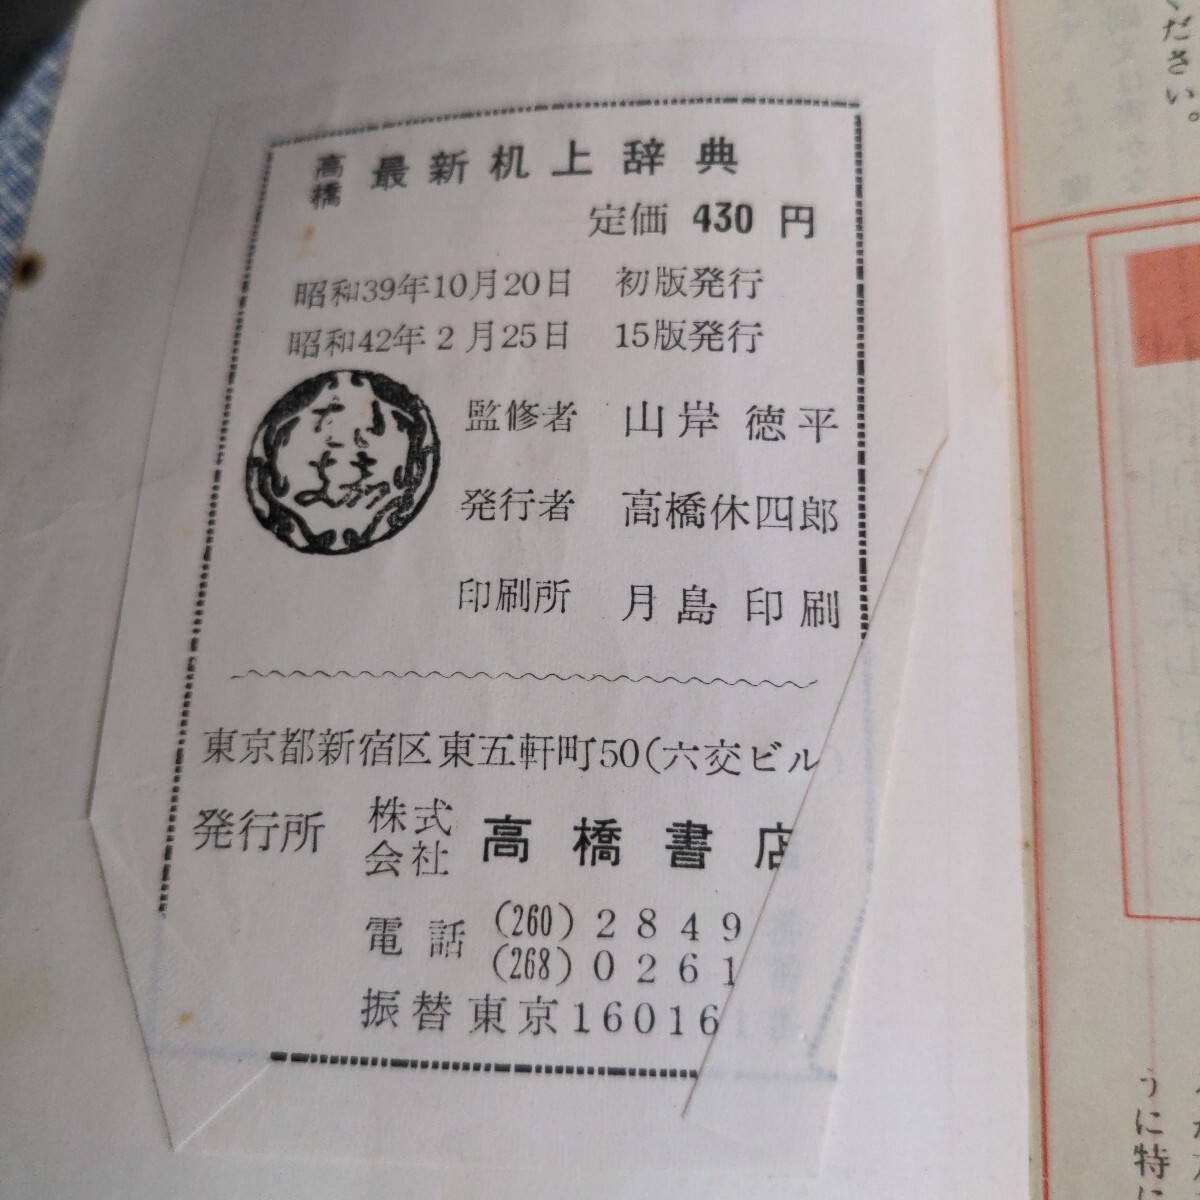 高橋 最新机上辞典
定価 430 円
昭和39年10月20日 初版発行
昭和42年2月25日 15版発行
監修者 山岸徳平
発行者 高橋休四郎
印刷所 月島印刷
東京都新宿区東五軒町50(六交ビル
発行所 株式会社 高橋書店
電話 (260) 2849
(268) 0261
振替東京16016
ください。
うに特に